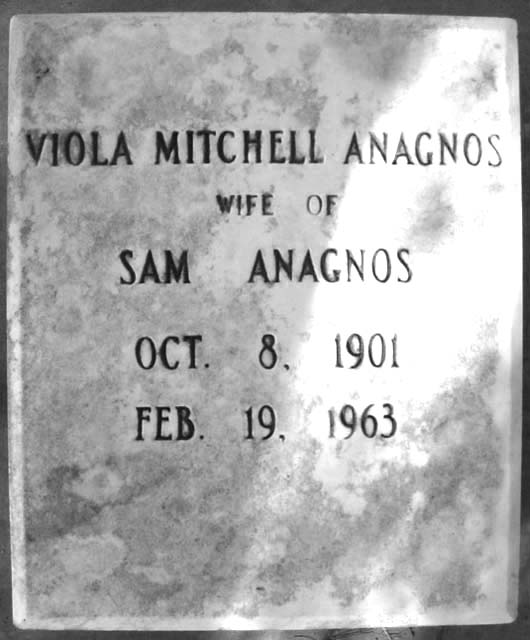 VIOLA MITCHELL ANAGNOS
WIFE OF
SAM ANAGNOS
OCT. 8, 1901
FEB. 19, 1963